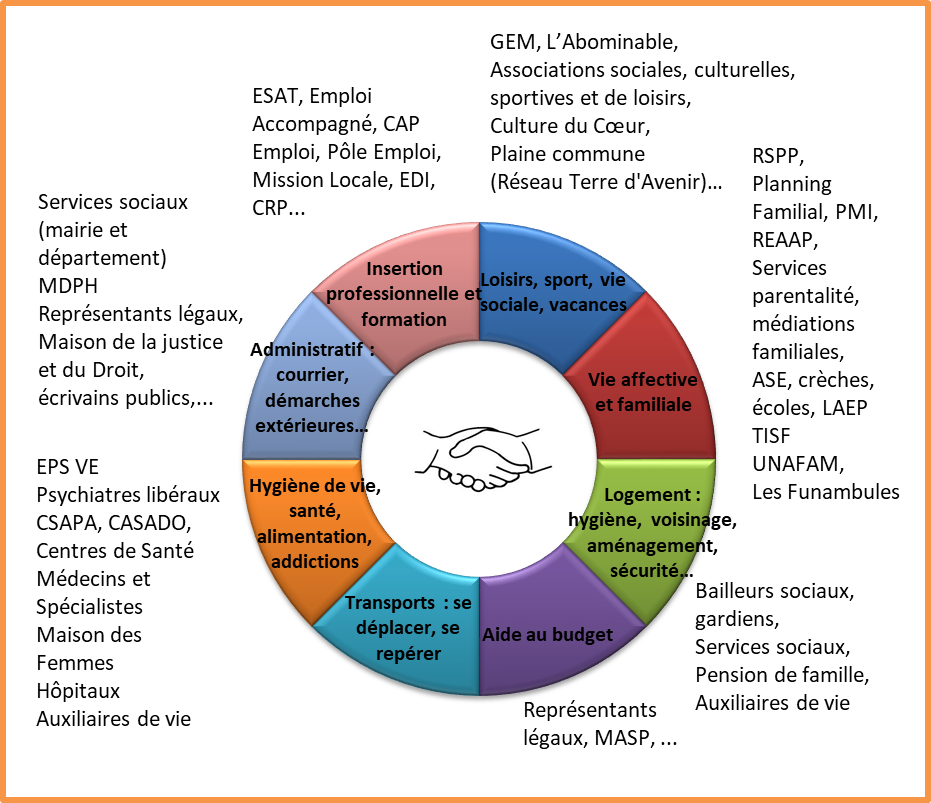 GEM, L’Abominable,
Associations sociales, culturelles,
sportives et de loisirs,
Culture du Cœur,
Plaine commune
(Réseau Terre d'Avenir)…
ESAT, Emploi
Accompagné, CAP
Emploi, Pôle Emploi,
Mission Locale, EDI,
CRP...
RSPP,
Planning
Familial, PMI,
REAAP,
Services
parentalité,
médiations
familiales,
ASE, crèches,
écoles, LAEP
TISF
UNAFAM,
Les Funambules
Services sociaux
(mairie et
département)
MDPH
Représentants légaux,
Maison de la justice
et du Droit,
écrivains publics,...
Insertion
professionnelle et
formation
Loisirs, sport, vie
sociale, vacances
Administratif :
courrier,
démarches
extérieures…
Vie affective
et familiale
Hygiène de vie,
santé,
alimentation,
addictions
Logement :
hygiène, voisinage,
aménagement,
sécurité…
Transports : se
déplacer, se
repérer
Aide au budget
EPS VE
Psychiatres libéraux
CSAPA, CASADO,
Centres de Santé
Médecins et
Spécialistes
Maison des
Femmes
Hôpitaux
Auxiliaires de vie
Bailleurs sociaux,
gardiens,
Services sociaux,
Pension de famille,
Auxiliaires de vie
Représentants
légaux, MASP, ...